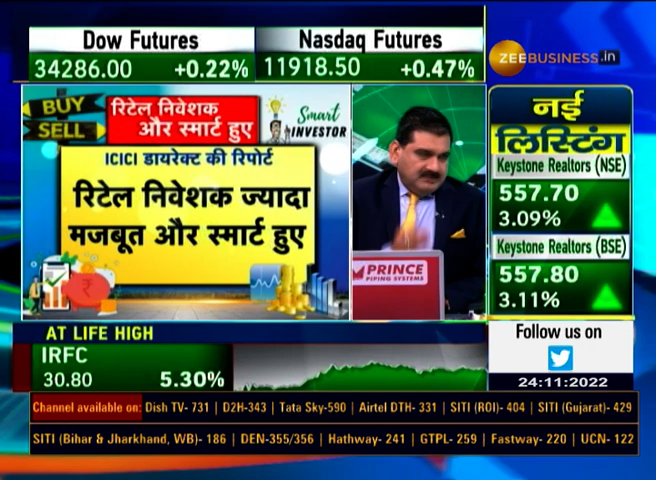 Dow Futures
34286.00 +0.22%
Nasdaq Futures
11918.50 +0.47%
ZEEBUSINESS.in
BUY
SELL
रिटेल निवेशक
और स्मार्ट हुए
Smart
INVESTOR
ICICI डायरेक्ट की रिपोर्ट
रिटेल निवेशक ज्यादा
मजबूत और स्मार्ट हुए
PRINCE
PIPING SYSTEMS
नई
लिस्टिंग
Keystone Realtors (NSE)
557.70
3.09%
Keystone Realtors (BSE)
557.80
3.11%
AT LIFE HIGH
IRFC
30.80 5.30%
Follow us on
24:11:2022
Channel available on: Dish TV- 731 | D2H-343 | Tata Sky-590 | Airtel DTH- 331 | SITI (ROI)- 404 | SITI (Gujarat)- 429
SITI (Bihar & Jharkhand, WB)- 186 | DEN-355/356 | Hathway- 241 | GTPL- 259 | Fastway- 220 | UCN- 122